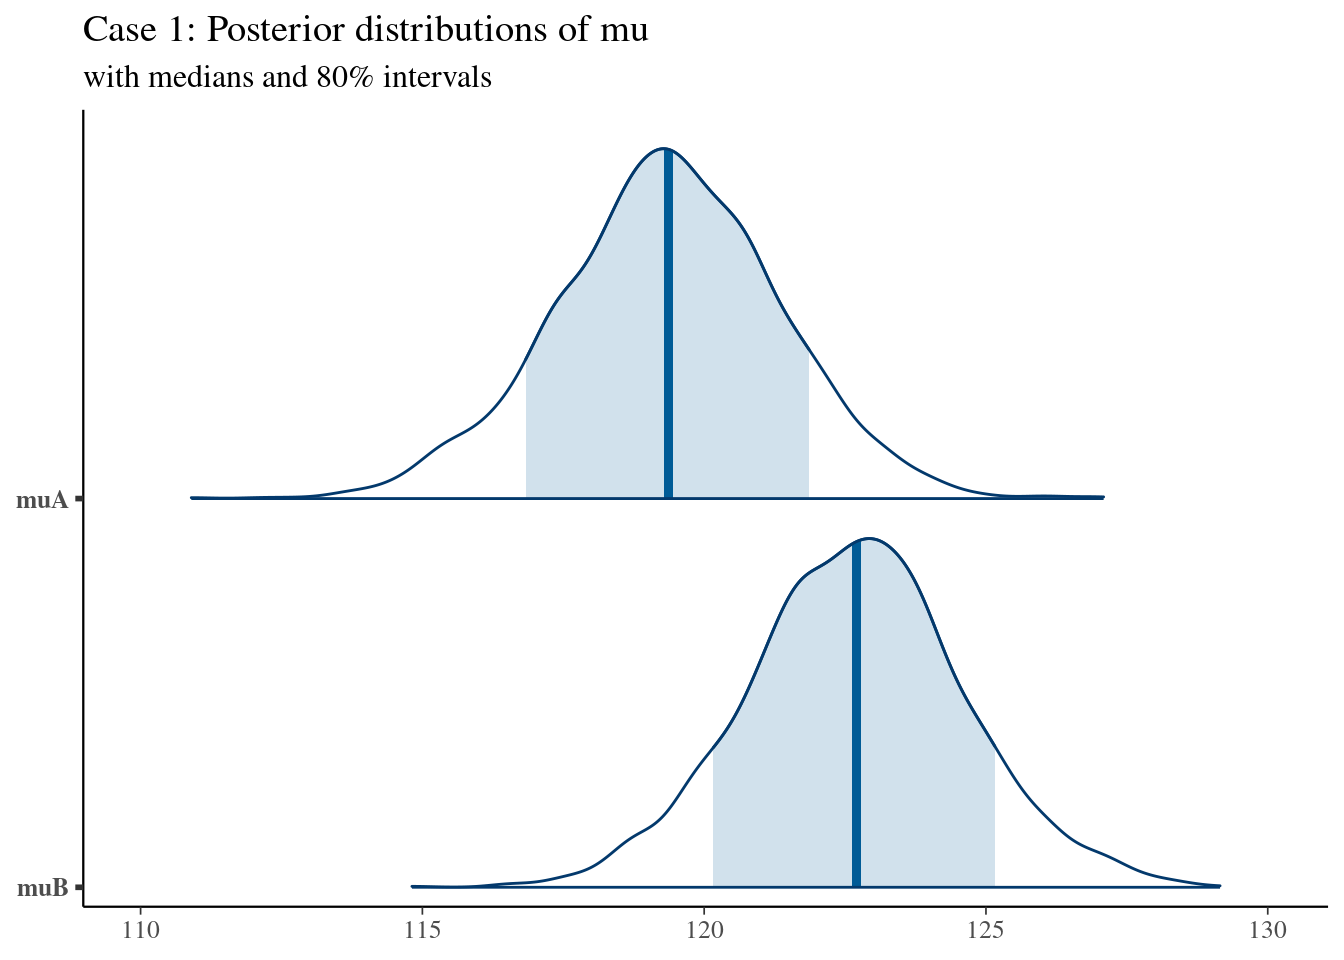 Case 1: Posterior distributions of mu
with medians and 80% intervals
muA
muB
110 115 120 125 130